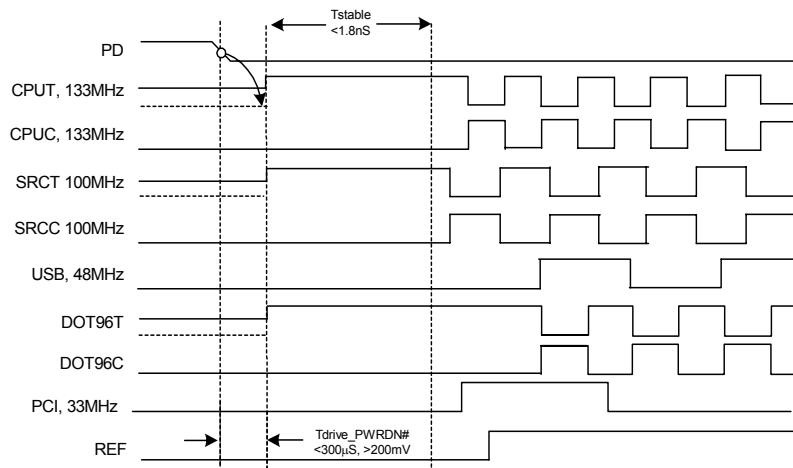 Tstable
<1.8nS
PD
CPUT, 133MHz
CPUC, 133MHz
SRCT 100MHz
SRCC 100MHz
USB, 48MHz
DOT96T
DOT96C
PCI, 33MHz
REF
Tdrive_PWRDN#
<300μS, >200mV